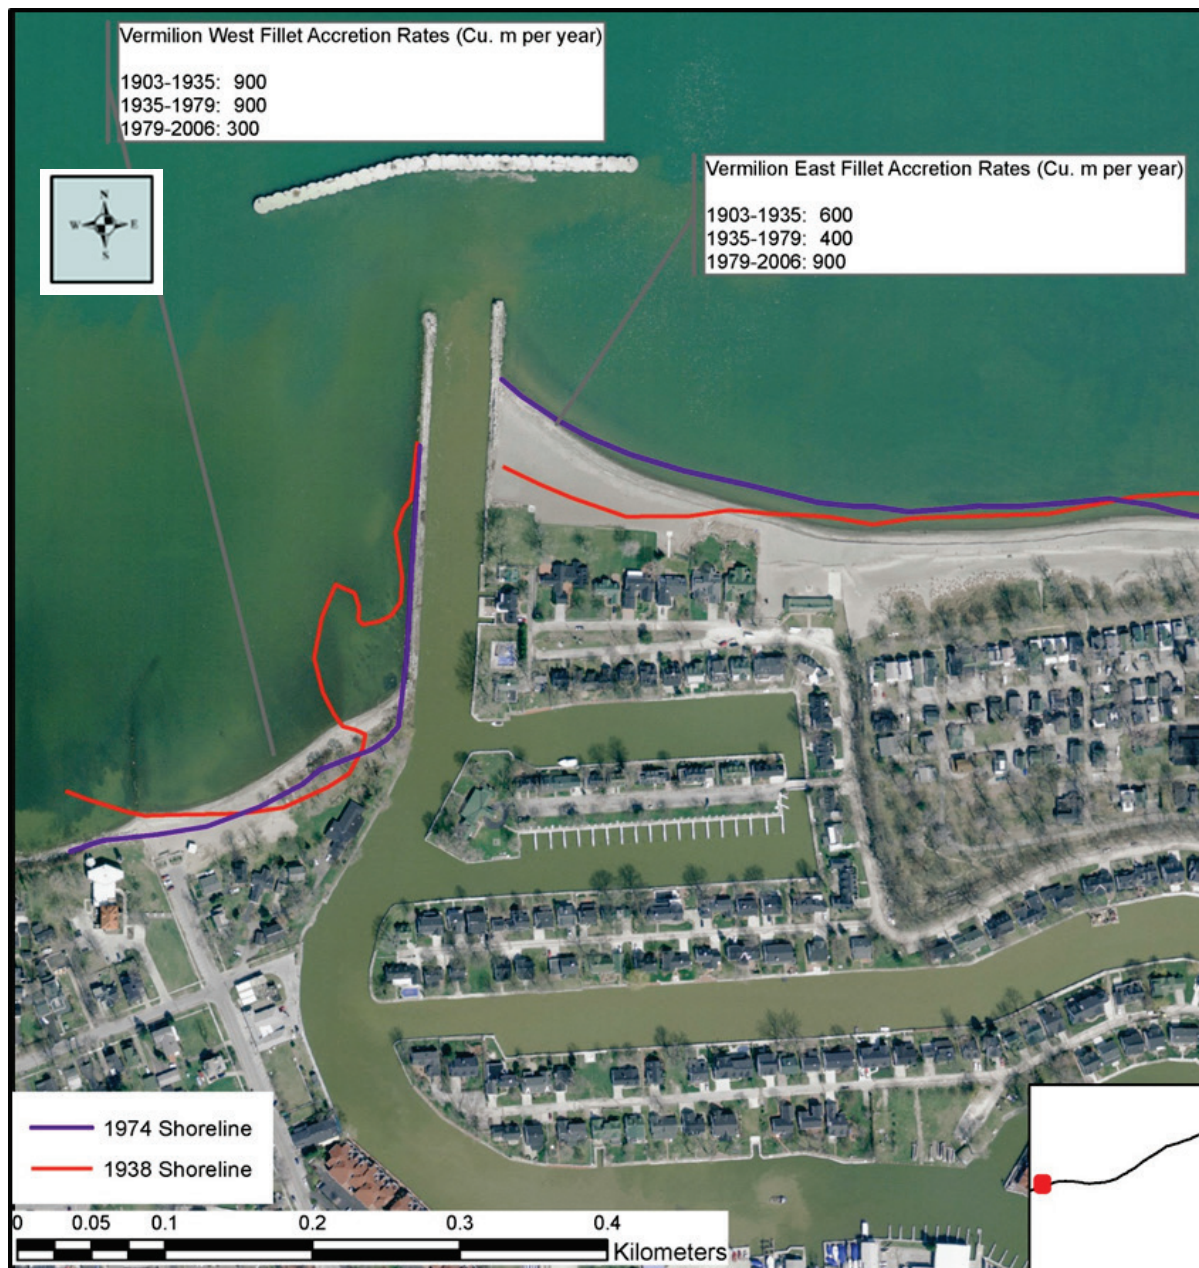 Vermilion West Fillet Accretion Rates (Cu. m per year)
1903-1935: 900
1935-1979: 900
1979-2006: 300
Vermilion East Fillet Accretion Rates (Cu. m per year)
1903-1935: 600
1935-1979: 400
1979-2006: 900
N
W E
S
1974 Shoreline
1938 Shoreline
0 0.05 0.1 0.2 0.3 0.4
Kilometers